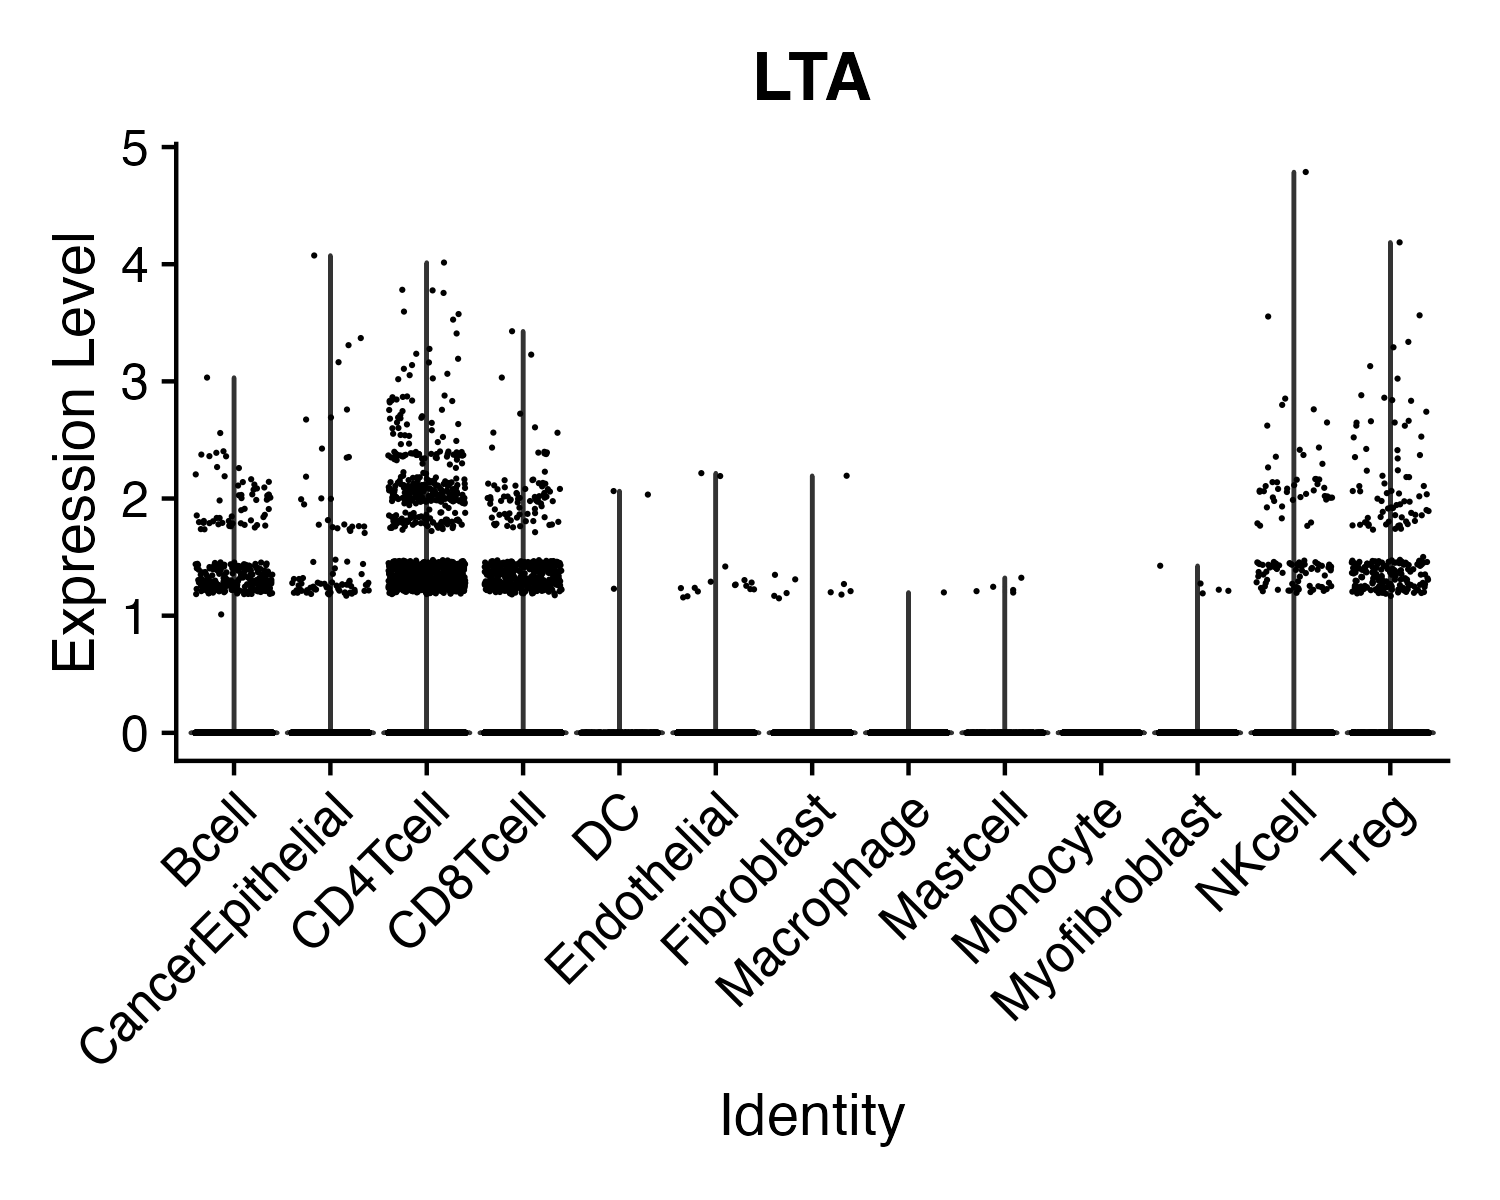 LTA
Expression Level
5
4
3
2
1
0
Bcell
CancerEpithelial
CD4Tcell
CD8Tcell
DC
Endothelial
Fibroblast
Macrophage
Mastcell
Monocyte
Myofibroblast
NKcell
Treg
Identity